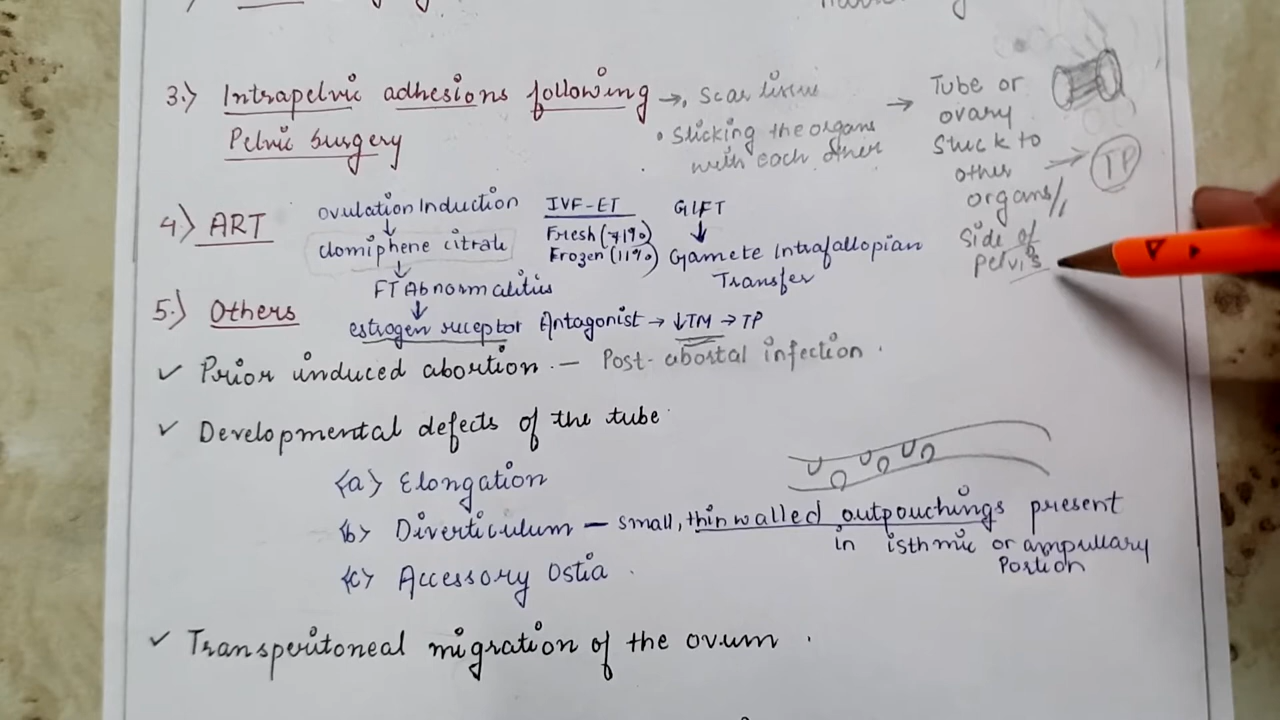 3.) Intrapelvic adhesions following → • Scar tissue
Pelvic surgery
• Sticking the organs
with each other
→ Tube or
ovary
stuck to
other
organs//
side of
pelvis
→ TP
4.) ART
ovulation Induction
↓
clomiphene citrate
↓
FT Abnormalities
↓
estrogen receptor Antagonist → ↓TM → TP
IVF-ET
Fresh (
Frozen (11%)
GIFT
↓
Gamete Intrafallopian
Transfer
5.) Others
✓ Prior induced abortion. — Post-abostal infection.
✓ Developmental defects of the tube
(a) Elongation
(b) Diverticulum — small, thin walled outpouchings present
in isthmic or ampullary
Portion
(c) Accessory Ostia.
✓ Transperitoneal migration of the ovum.